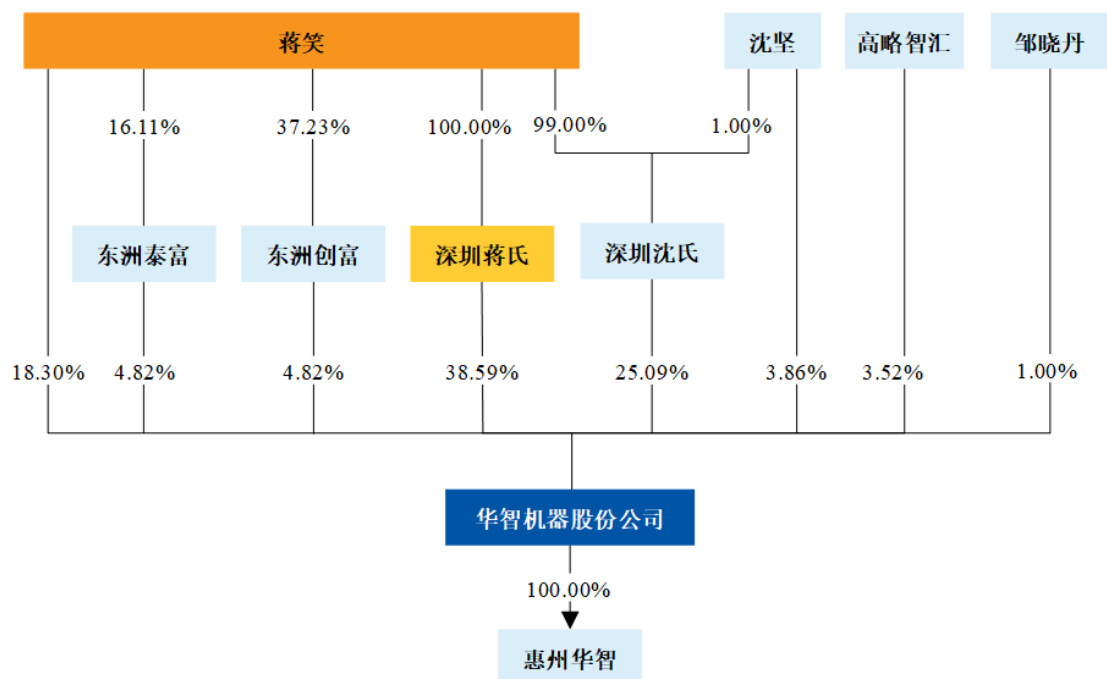 蒋笑
沈坚
高略智汇
邹晓丹
16.11%
37.23%
100.00%
99.00%
1.00%
东洲泰富
东洲创富
深圳蒋氏
深圳沈氏
18.30%
4.82%
4.82%
38.59%
25.09%
3.86%
3.52%
1.00%
华智机器股份公司
100.00%
惠州华智